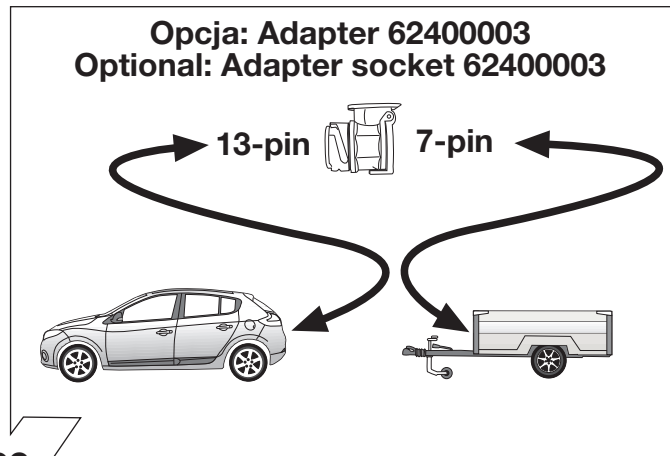 Opcja: Adapter 62400003
Optional: Adapter socket 62400003
13-pin 7-pin